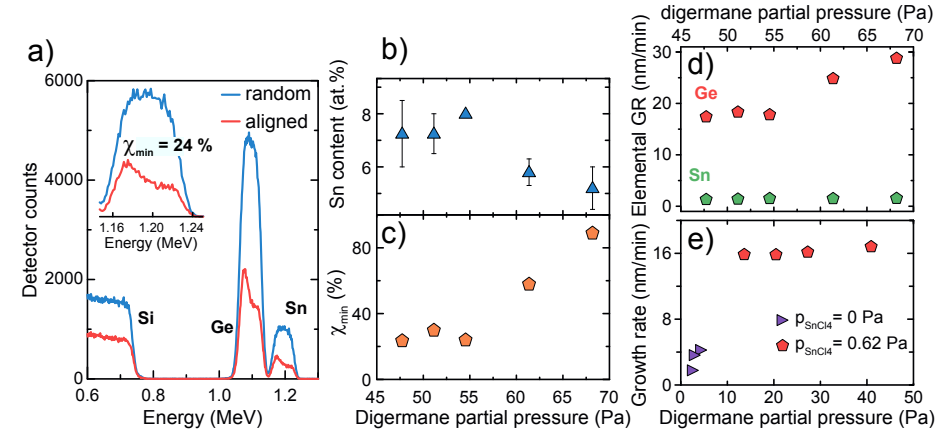 a)
6000
4000
2000
0
Detector counts
random
aligned
χmin = 24 %
1.16 1.20 1.24
Energy (MeV)
Si
Ge
Sn
0.6 0.8 1.0 1.2
Energy (MeV)
b)
8
6
Sn content (at.%)
c)
80
40
0
χmin (%)
45 50 55 60 65 70
Digermane partial pressure (Pa)
digermane partial pressure (Pa)
45 50 55 60 65 70
d)
30
20
10
0
Elemental GR (nm/min)
Ge
Sn
e)
16
8
0
Growth rate (nm/min)
pSnCl4= 0 Pa
pSnCl4= 0.62 Pa
0 10 20 30 40 50
Digermane partial pressure (Pa)